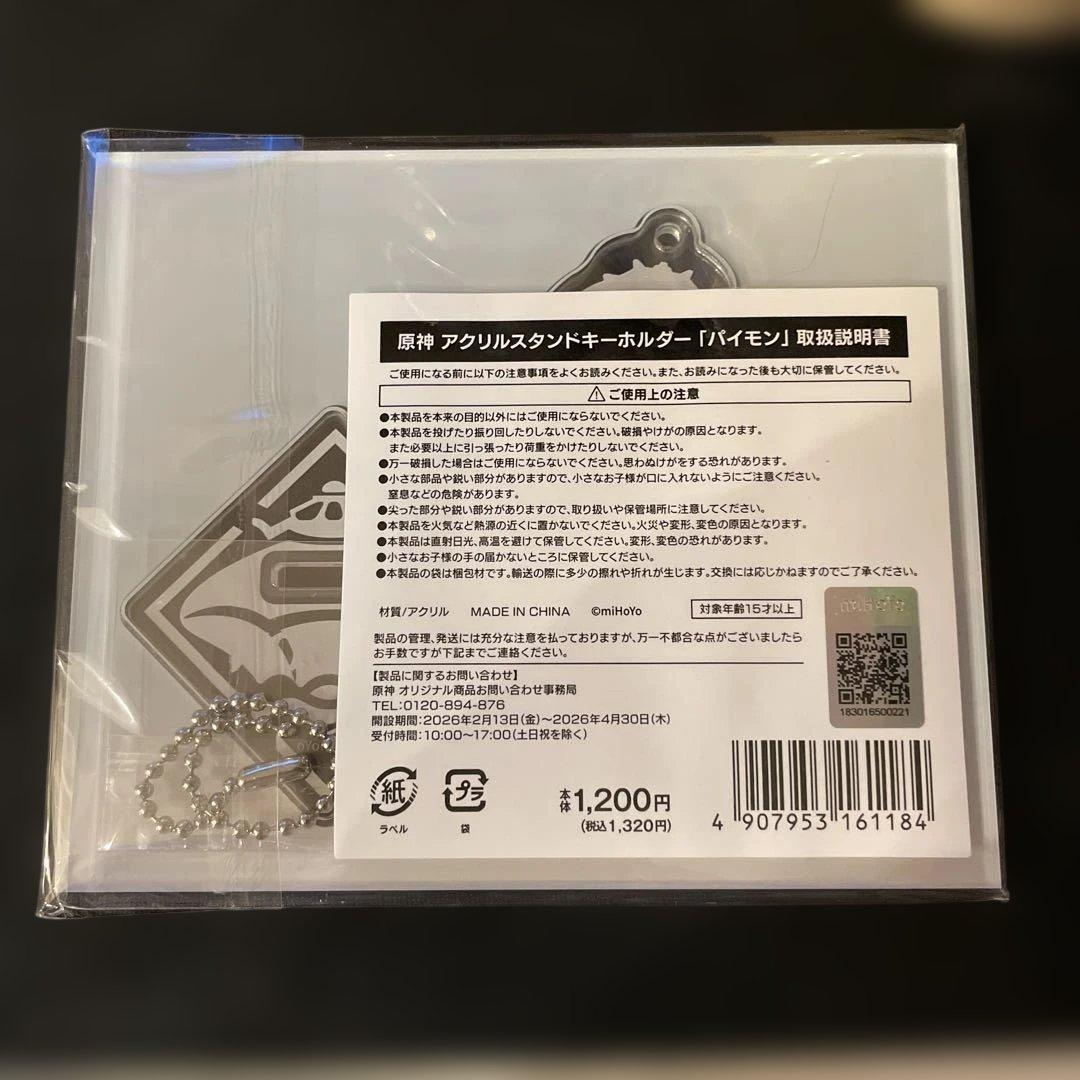 原神 アクリルスタンドキーホルダー「パイモン」取扱説明書
ご使用になる前に以下の注意事項をよくお読みください。また、お読みになった後も大切に保管してください。
⚠ご使用上の注意
●本製品を本来の目的以外にはご使用にならないでください。
●本製品を投げたり振り回したりしないでください。破損やけがの原因となります。
また必要以上に引っ張ったり荷重をかけたりしないでください。
●万一破損した場合はご使用にならないでください。思わぬけがをする恐れがあります。
●小さな部品や鋭い部分がありますので、小さなお子様が口に入れないようにご注意ください。
窒息などの危険があります。
●尖った部分や鋭い部分がありますので、取り扱いや保管場所に注意してください。
●本製品を火気など熱源の近くに置かないでください。火災や変形、変色の原因となります。
●本製品は直射日光、高温を避けて保管してください。変形、変色の恐れがあります。
●小さなお子様の手の届かないところに保管してください。
●本製品の袋は梱包材です。輸送の際に多少の擦れや折れが生じます。交換には応じかねますのでご了承ください。
材質/アクリル MADE IN CHINA ©miHoYo 対象年齢15才以上
製品の管理、発送には充分な注意を払っておりますが、万一不都合な点がございましたら
お手数ですが下記までご連絡ください。
【製品に関するお問い合わせ】
原神 オリジナル商品お問い合わせ事務局
TEL:0120-894-876
開設期間:2026年2月13日(金)～2026年4月30日(木)
受付時間:10:00～17:00(土日祝を除く)
miHoYo
183016500221
紙
ラベル
プラ
袋
本体1,200円
(税込1,320円)
4 907953 161184